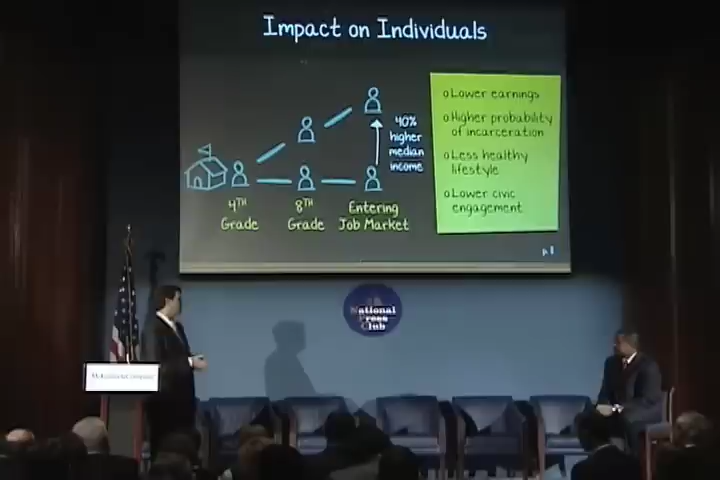 Impact on Individuals
40%
higher
median
income
4TH
Grade
8TH
Grade
Entering
Job Market
o Lower earnings
o Higher probability
of incarceration
o Less healthy
lifestyle
o Lower civic
engagement
National
Press
Club